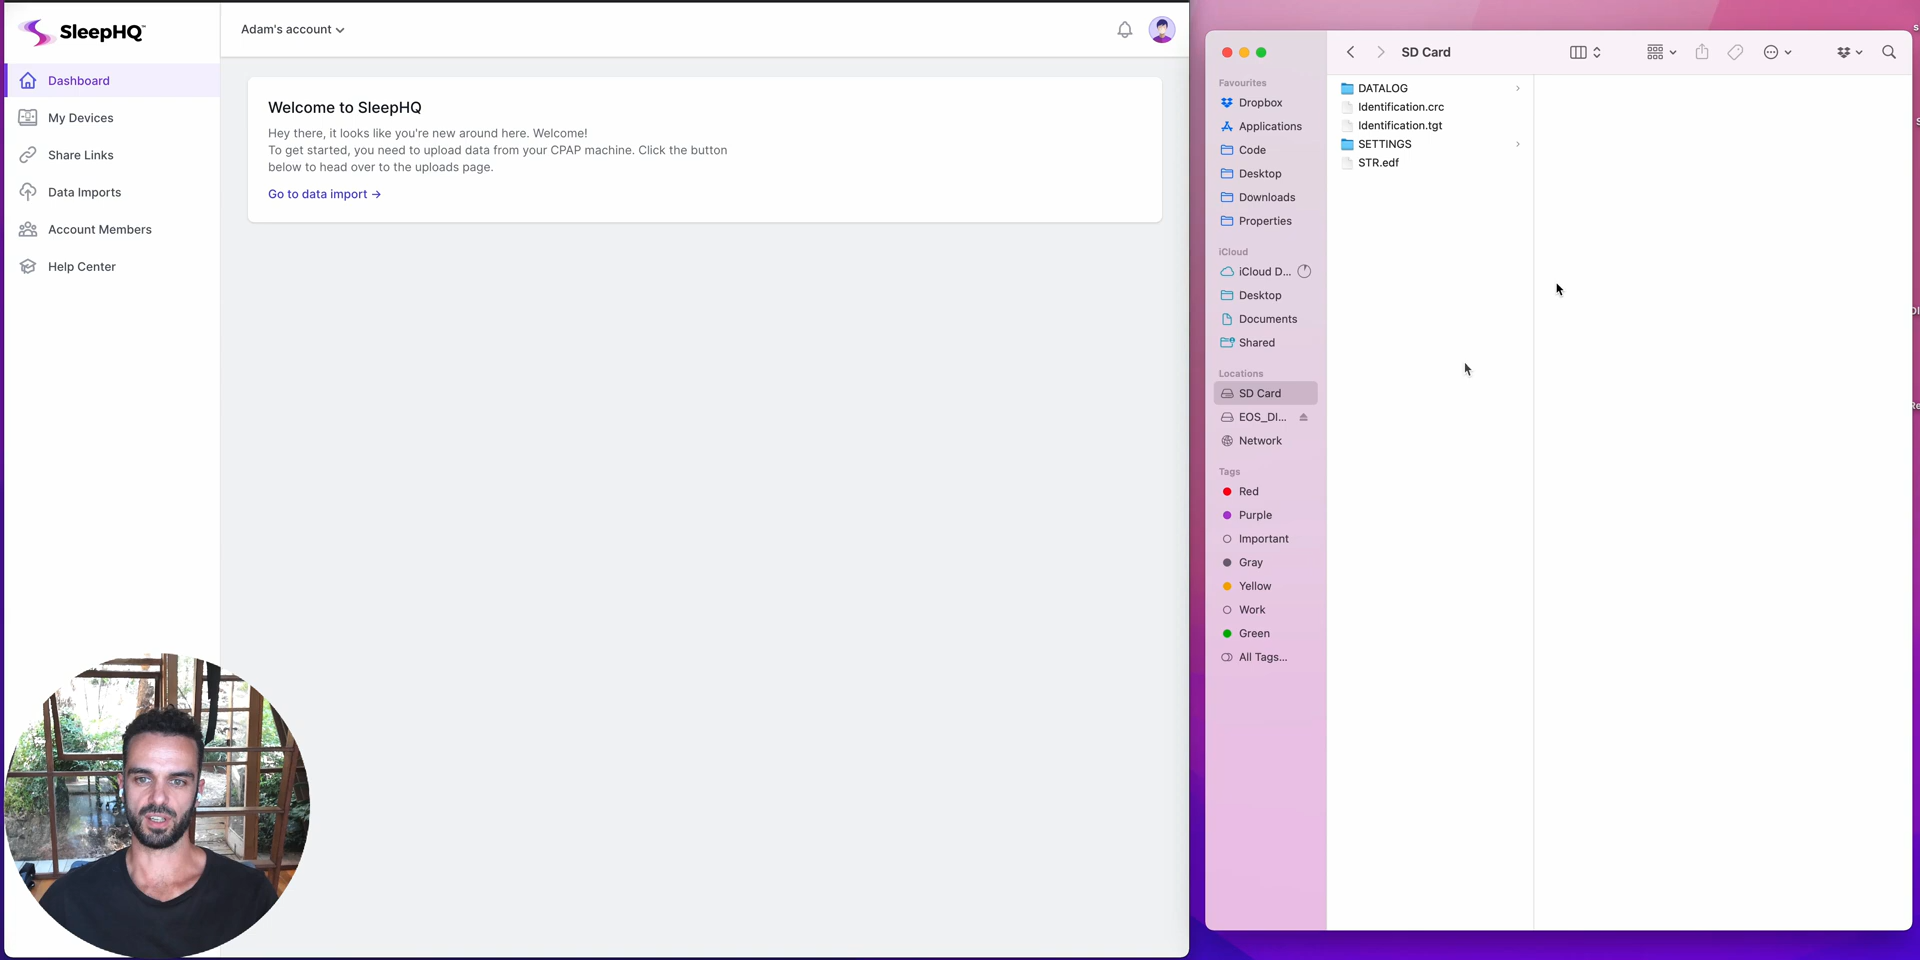 SleepHQ™
Adam's account
Dashboard
My Devices
Share Links
Data Imports
Account Members
Help Center
Welcome to SleepHQ
Hey there, it looks like you're new around here. Welcome!
To get started, you need to upload data from your CPAP machine. Click the button
below to head over to the uploads page.
Go to data import →
SD Card
Favourites
Dropbox
Applications
Code
Desktop
Downloads
Properties
iCloud
iCloud D...
Desktop
Documents
Shared
Locations
SD Card
EOS_DI...
Network
Tags
Red
Purple
Important
Gray
Yellow
Work
Green
All Tags...
DATALOG
Identification.crc
Identification.tgt
SETTINGS
STR.edf